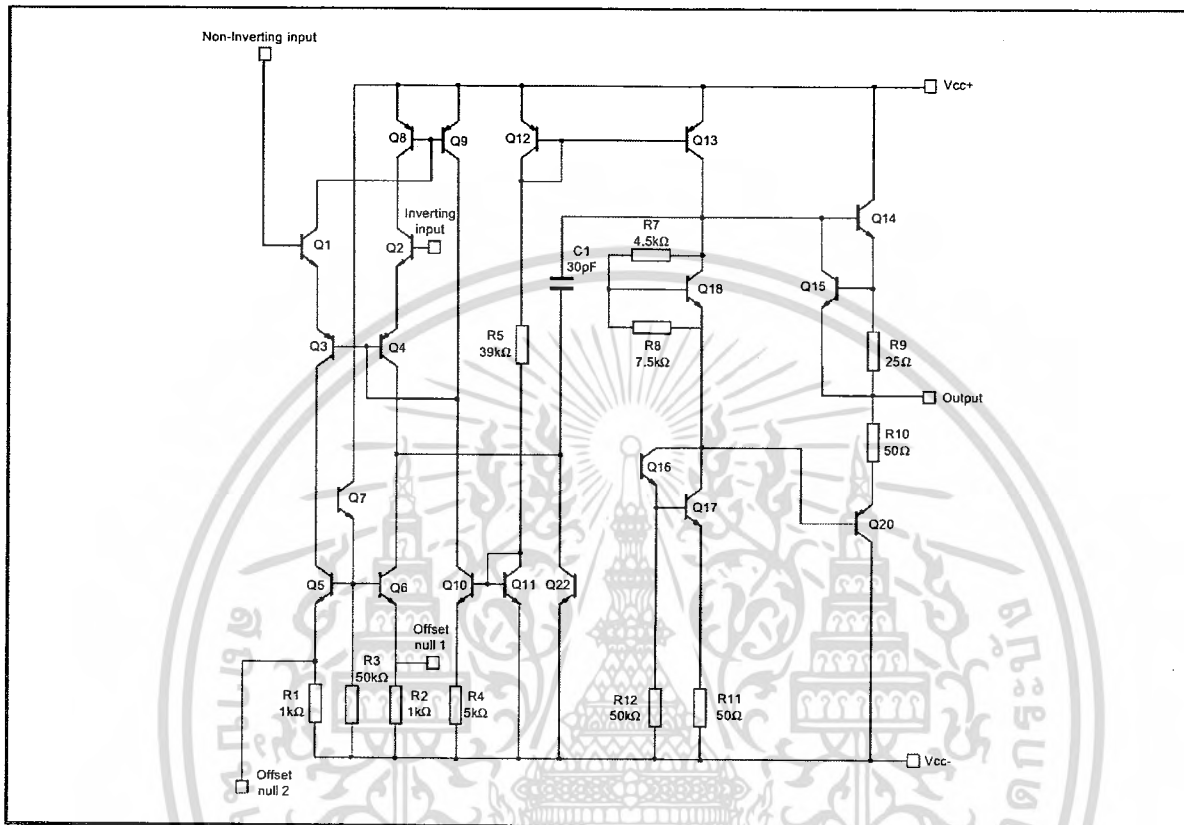 Non-Inverting input
Vcc+
Q8
Q9
Q12
Q13
Q14
Inverting
input
Q1
Q2
R7
4.5kΩ
C1
30pF
Q18
Q15
Q3
Q4
R5
39kΩ
R8
7.5kΩ
R9
25Ω
Output
R10
50Ω
Q7
Q16
Q17
Q20
Q5
Q6
Q10
Q11
Q22
Offset
null 1
R3
50kΩ
R1
1kΩ
R2
1kΩ
R4
5kΩ
R12
50kΩ
R11
50Ω
Vcc-
Offset
null 2